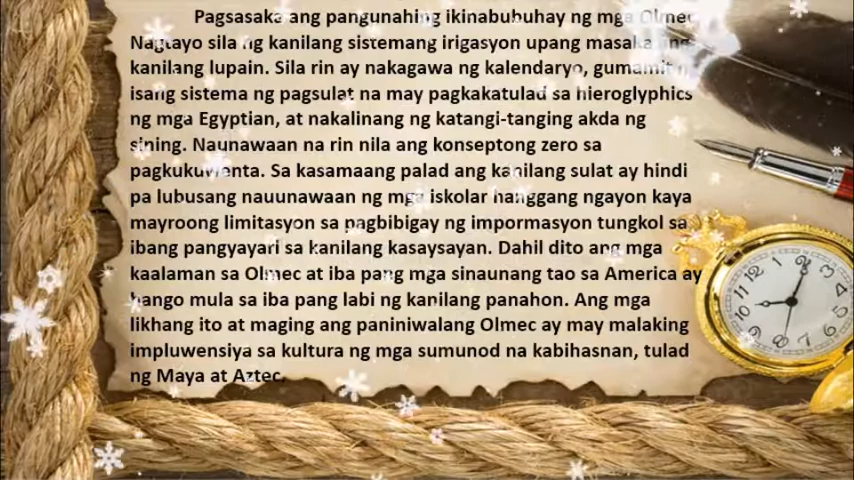 Pagsasaka ang pangunahing ikinabubuhay ng mga Olmec
Nagtayo sila ng kanilang sistemang irigasyon upang masaka ang
kanilang lupain. Sila rin ay nakagawa ng kalendaryo, gumamit
isang sistema ng pagsulat na may pagkakatulad sa hieroglyphics
ng mga Egyptian, at nakalinang ng katangi-tanging akda ng
sining. Naunawaan na rin nila ang konseptong zero sa
pagkukuwenta. Sa kasamaang palad ang kanilang sulat ay hindi
pa lubusang nauunawaan ng mga iskolar hanggang ngayon kaya
mayroong limitasyon sa pagbibigay ng impormasyon tungkol sa
ibang pangyayari sa kanilang kasaysayan. Dahil dito ang mga
kaalaman sa Olmec at iba pang mga sinaunang tao sa America ay
hango mula sa iba pang labi ng kanilang panahon. Ang mga
likhang ito at maging ang paniniwalang Olmec ay may malaking
impluwensiya sa kultura ng mga sumunod na kabihasnan, tulad
ng Maya at Aztec.